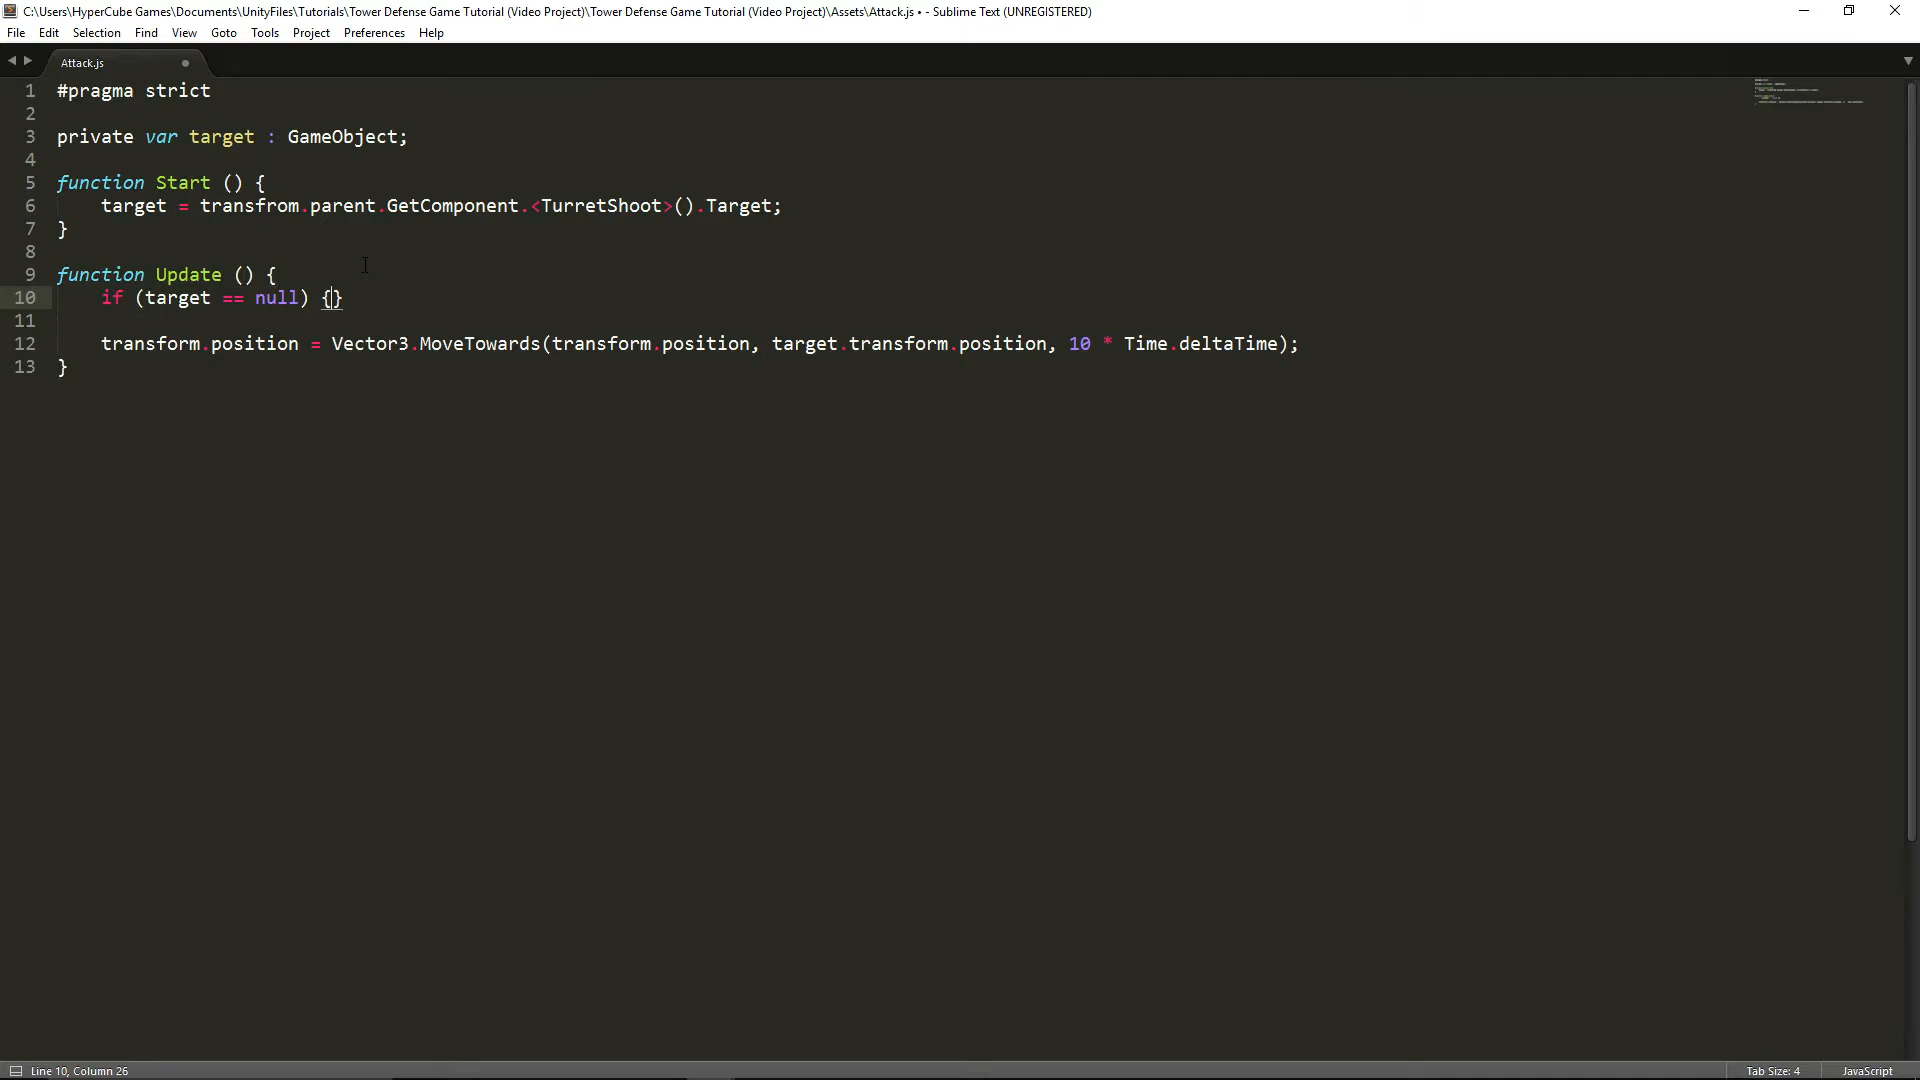 C:\Users\HyperCube Games\Documents\UnityFiles\Tutorials\Tower Defense Game Tutorial (Video Project)\Tower Defense Game Tutorial (Video Project)\Assets\Attack.js • - Sublime Text (UNREGISTERED)
File Edit Selection Find View Goto Tools Project Preferences Help
Attack.js
1 #pragma strict
2
3 private var target : GameObject;
4
5 function Start () {
6 target = transfrom.parent.GetComponent.<TurretShoot>().Target;
7 }
8
9 function Update () {
10 if (target == null) {}
11
12 transform.position = Vector3.MoveTowards(transform.position, target.transform.position, 10 * Time.deltaTime);
13 }
Line 10, Column 26 Tab Size: 4 JavaScript